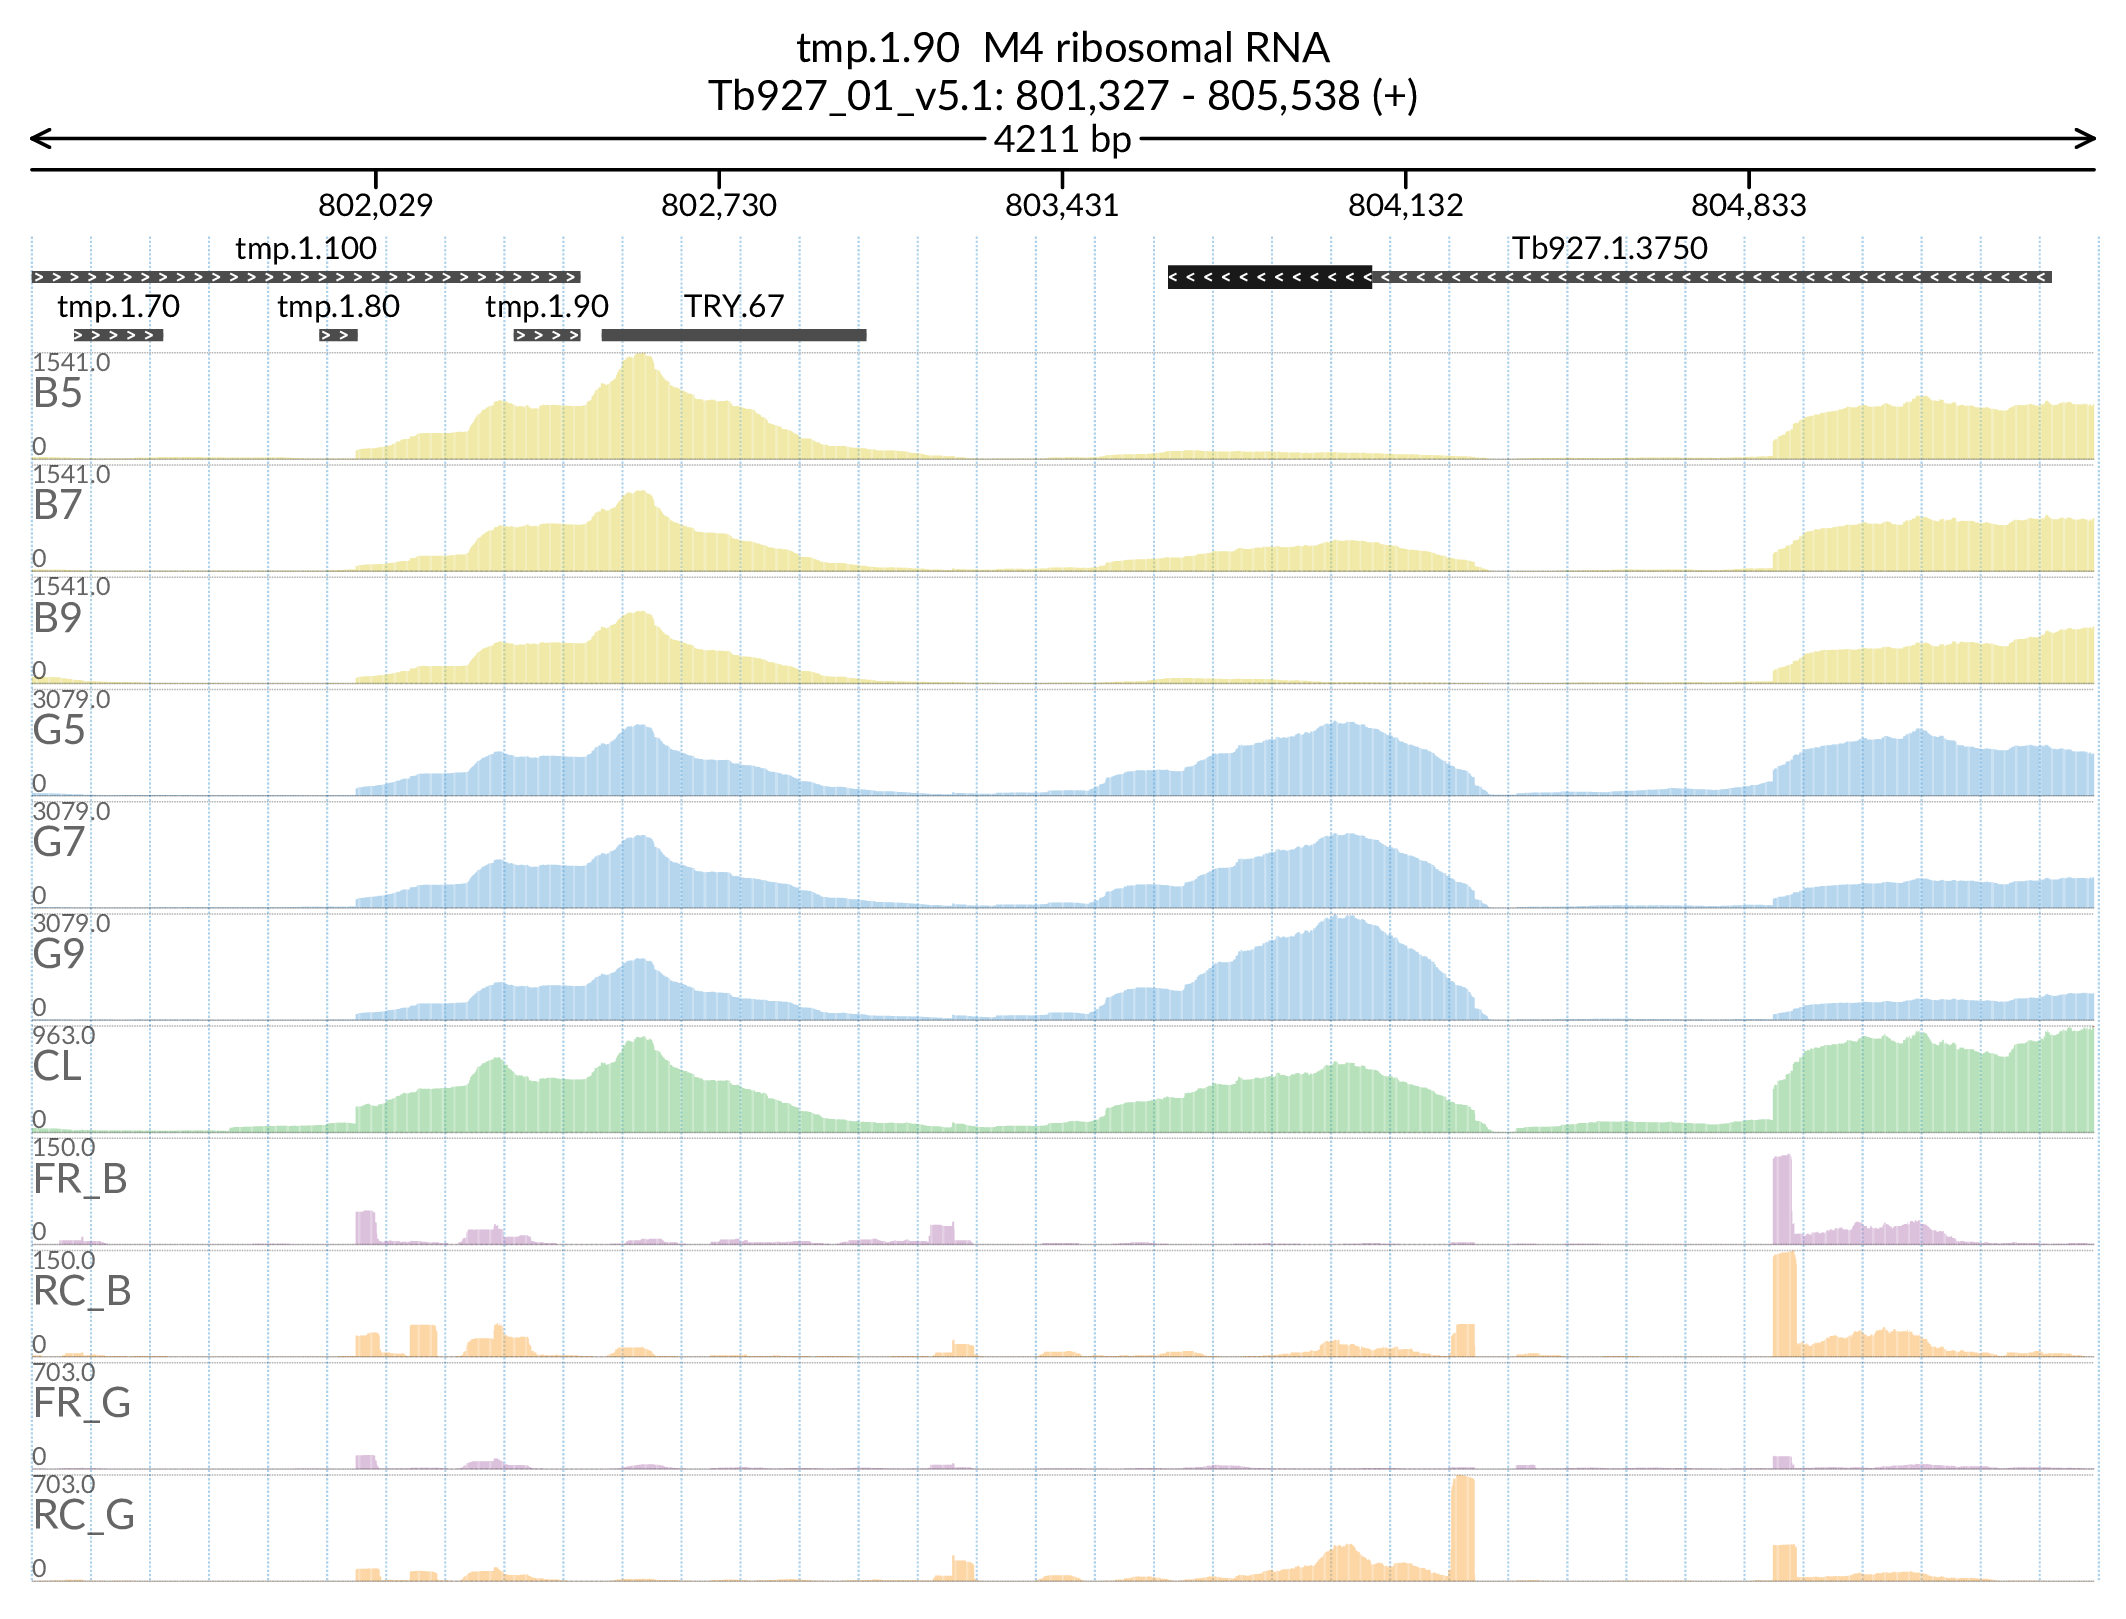 tmp.1.90  M4 ribosomal RNA
Tb927_01_v5.1: 801,327 - 805,538 (+)
4211 bp
802,029 802,730 803,431 804,132 804,833
tmp.1.100 Tb927.1.3750
tmp.1.70 tmp.1.80 tmp.1.90 TRY.67
1541.0
B5
0
1541.0
B7
0
1541.0
B9
0
3079.0
G5
0
3079.0
G7
0
3079.0
G9
0
963.0
CL
0
150.0
FR_B
0
150.0
RC_B
0
703.0
FR_G
0
703.0
RC_G
0